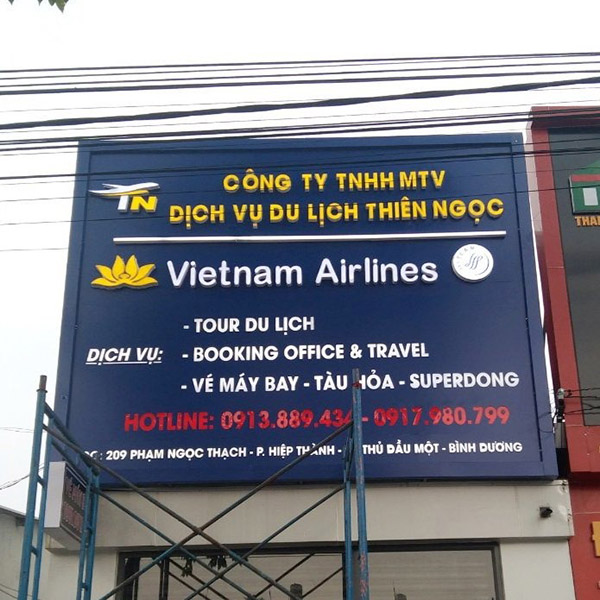 TN
CÔNG TY TNHH MTV
DỊCH VỤ DU LỊCH THIÊN NGỌC
Vietnam Airlines
- TOUR DU LỊCH
DỊCH VỤ: - BOOKING OFFICE & TRAVEL
- VÉ MÁY BAY - TÀU HỎA - SUPERDONG
HOTLINE: 0913.889.434 - 0917.980.799
: 209 PHẠM NGỌC THẠCH - P. HIỆP THÀNH - THỦ DẦU MỘT - BÌNH DƯƠNG